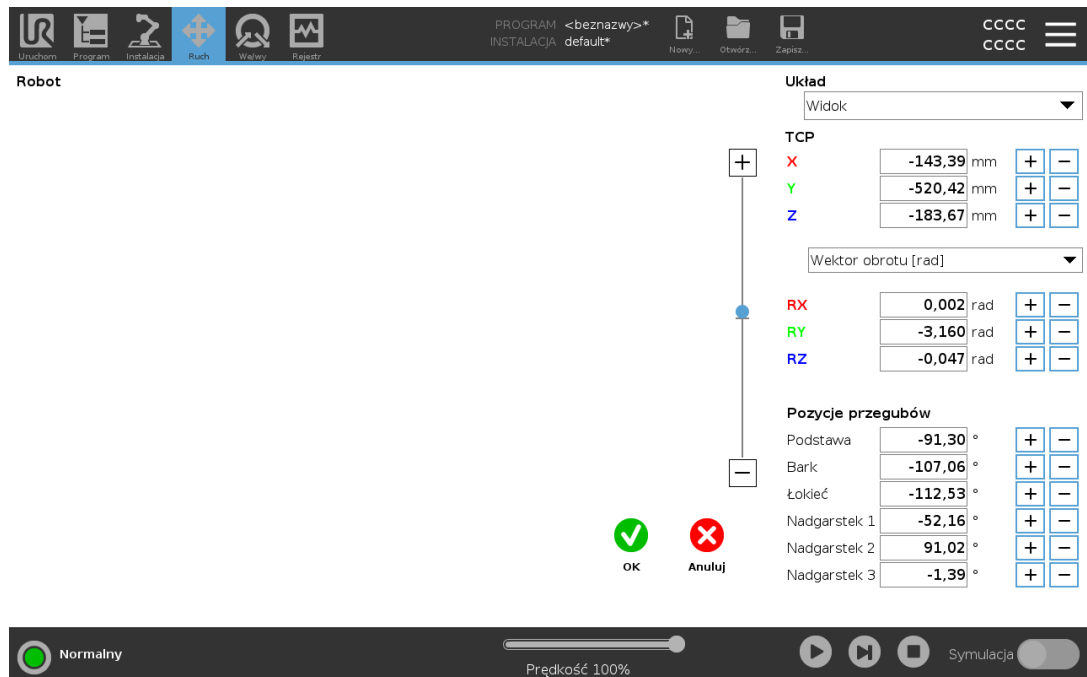 PROGRAM <beznazwy>*
INSTALACJA default*
Uruchom Program Instalacja Ruch We/wy Rejestr
Nowy... Otwórz... Zapisz...
cccc
cccc
Robot
Układ
Widok
TCP
X -143,39 mm + −
Y -520,42 mm + −
Z -183,67 mm + −
Wektor obrotu [rad]
RX 0,002 rad + −
RY -3,160 rad + −
RZ -0,047 rad + −
Pozycje przegubów
Podstawa -91,30 ° + −
Bark -107,06 ° + −
Łokieć -112,53 ° + −
Nadgarstek 1 -52,16 ° + −
Nadgarstek 2 91,02 ° + −
Nadgarstek 3 -1,39 ° + −
OK Anuluj
Normalny
Prędkość 100%
Symulacja